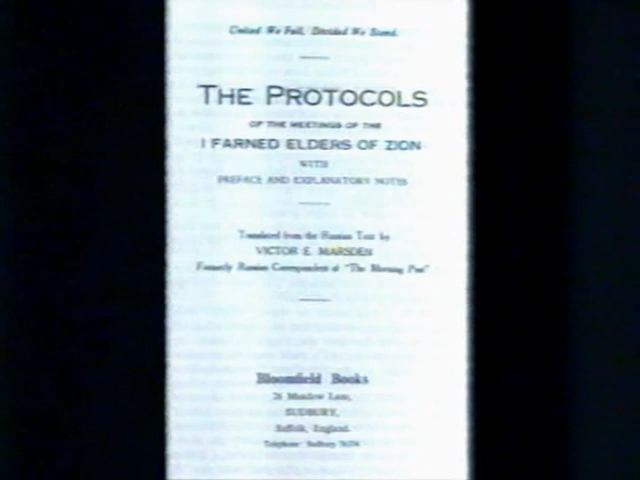 United We Fall, Divided We Stand.
THE PROTOCOLS
OF THE MEETINGS OF THE
LEARNED ELDERS OF ZION
WITH
PREFACE AND EXPLANATORY NOTES
Translated from the Russian Text by
VICTOR E. MARSDEN
Formerly Russian Correspondent of "The Morning Post"
Bloomfield Books
26 Meadow Lane,
SUDBURY,
Suffolk, England.
Telephone: Sudbury